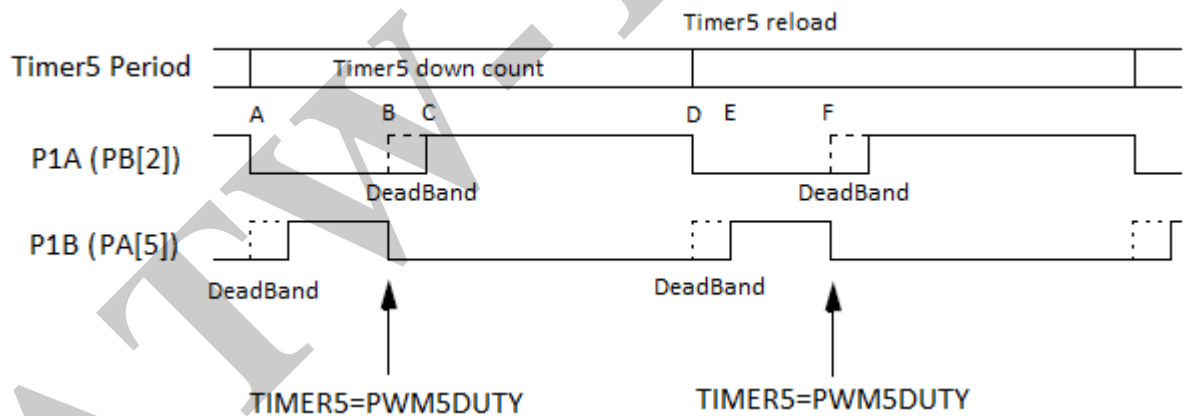 Timer5 reload
Timer5 Period
Timer5 down count
A B C D E F
P1A (PB[2])
DeadBand DeadBand
P1B (PA[5])
DeadBand DeadBand
TIMER5=PWM5DUTY TIMER5=PWM5DUTY